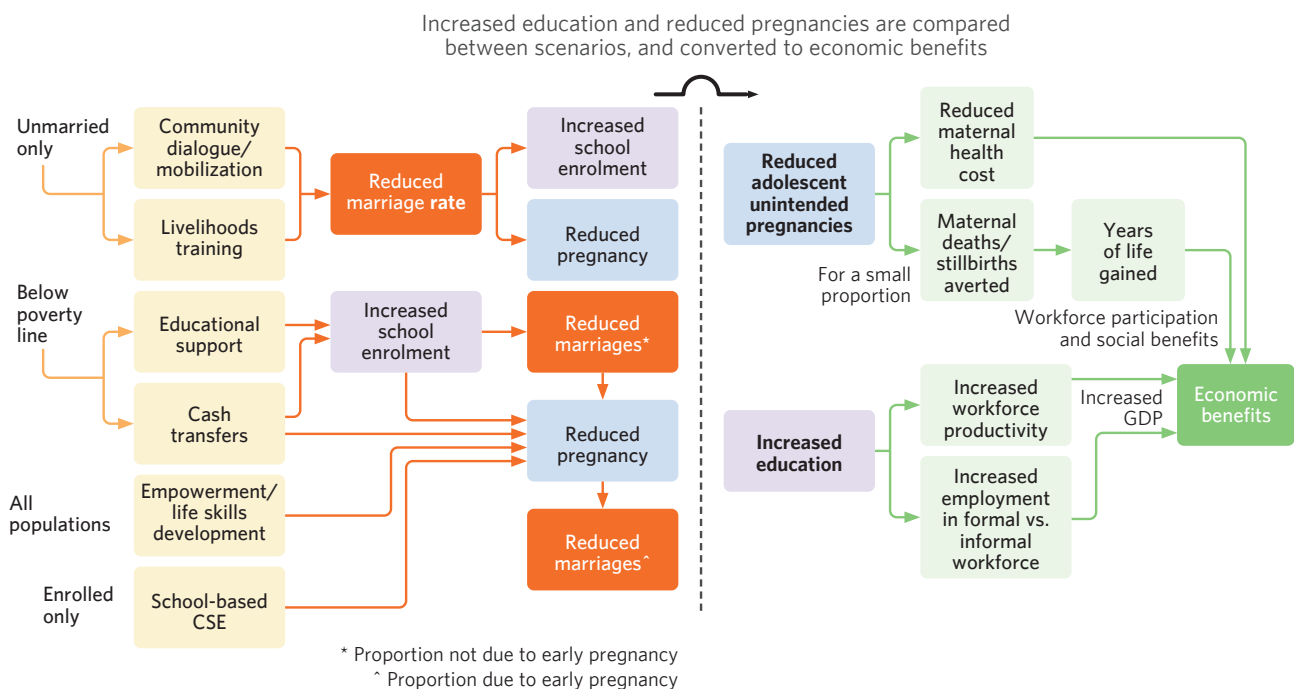 Increased education and reduced pregnancies are compared
between scenarios, and converted to economic benefits
Unmarried
only
Community
dialogue/
mobilization
Livelihoods
training
Reduced
marriage rate
Increased
school
enrolment
Reduced
pregnancy
Below
poverty
line
Educational
support
Cash
transfers
Increased
school
enrolment
Reduced
marriages*
Reduced
pregnancy
All
populations
Empowerment/
life skills
development
Reduced
marriages^
Enrolled
only
School-based
CSE
* Proportion not due to early pregnancy
^ Proportion due to early pregnancy
Reduced
adolescent
unintended
pregnancies
Reduced
maternal
health
cost
For a small
proportion
Maternal
deaths/
stillbirths
averted
Years
of life
gained
Workforce participation
and social benefits
Increased
education
Increased
workforce
productivity
Increased
GDP
Increased
employment
in formal vs.
informal
workforce
Economic
benefits